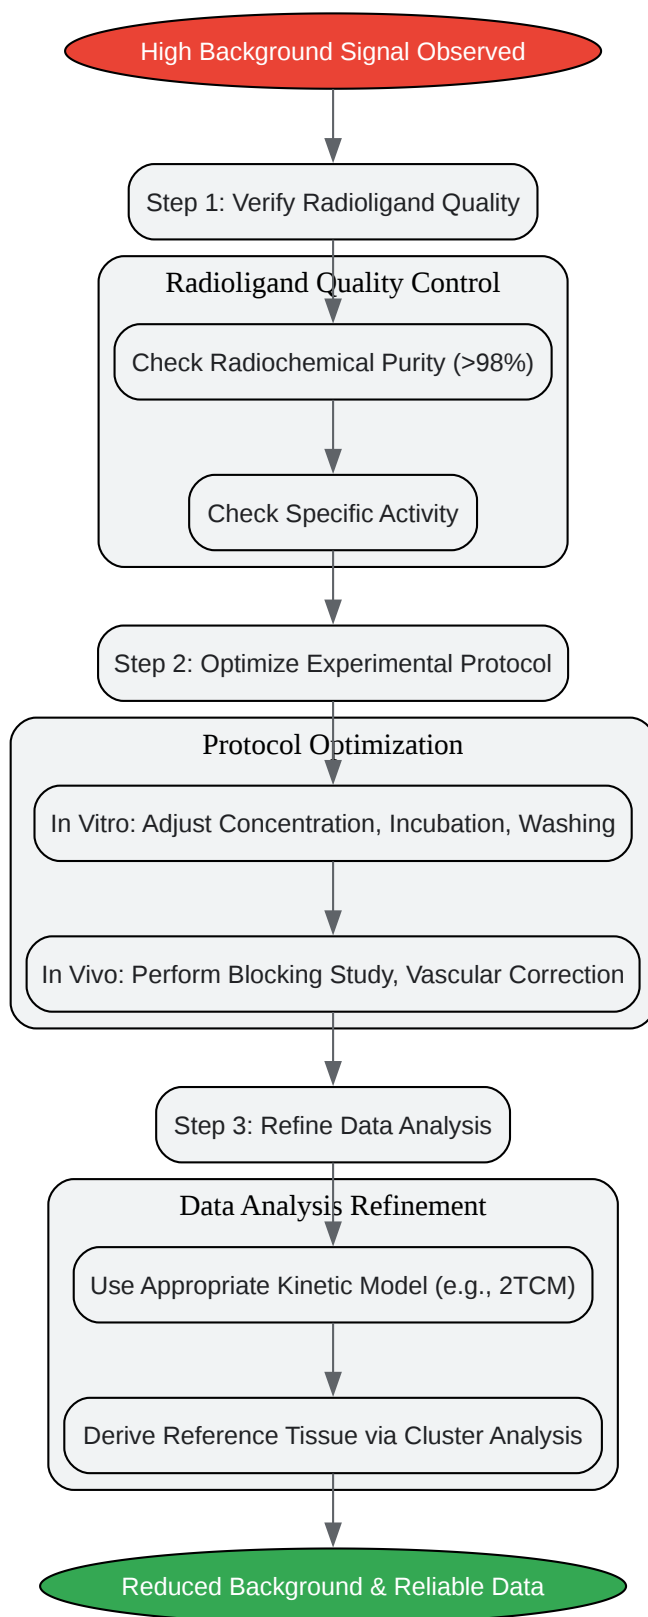 High Background Signal Observed
Step 1: Verify Radioligand Quality
Radioligand Quality Control
Check Radiochemical Purity (>98%)
Check Specific Activity
Step 2: Optimize Experimental Protocol
Protocol Optimization
In Vitro: Adjust Concentration, Incubation, Washing
In Vivo: Perform Blocking Study, Vascular Correction
Step 3: Refine Data Analysis
Data Analysis Refinement
Use Appropriate Kinetic Model (e.g., 2TCM)
Derive Reference Tissue via Cluster Analysis
Reduced Background & Reliable Data